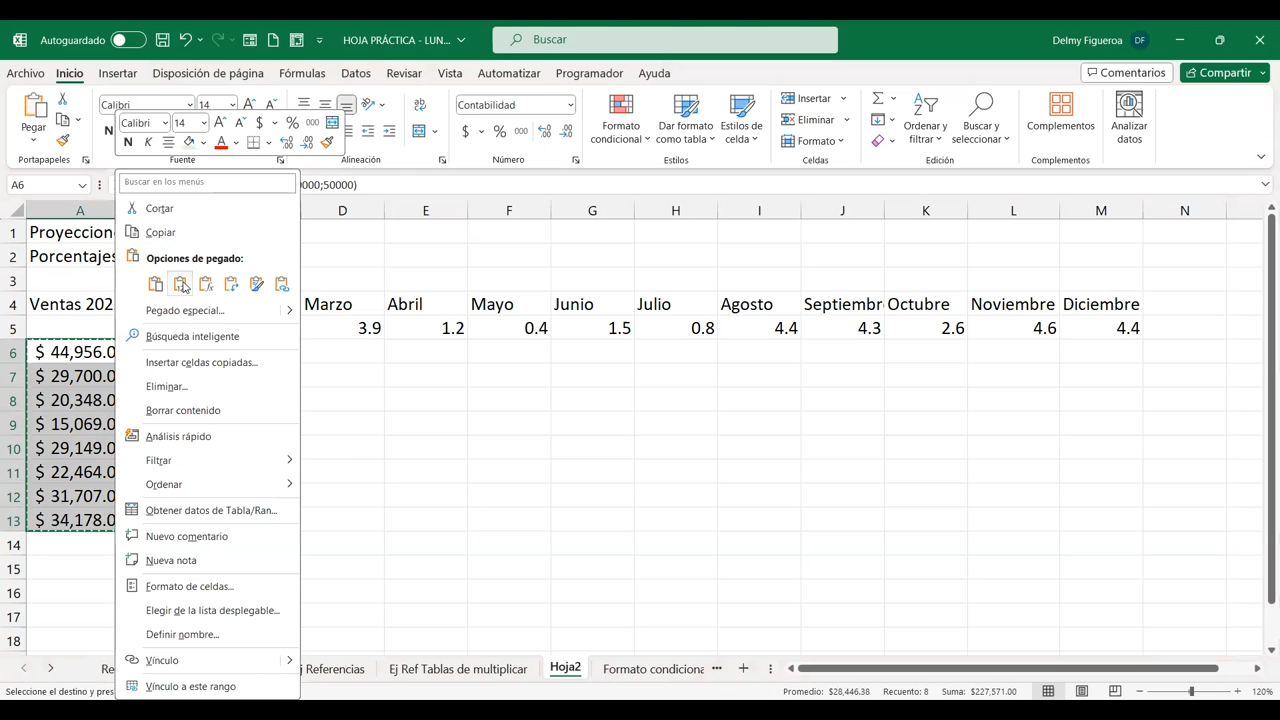 Autoguardado HOJA PRÁCTICA - LUN... Buscar Delmy Figueroa DF
Archivo Inicio Insertar Disposición de página Fórmulas Datos Revisar Vista Automatizar Programador Ayuda Comentarios Compartir
Calibri 14 Contabilidad Insertar
Calibri 14 $ % 000
$ % 000 Eliminar
Pegar N Formato condicional Dar formato como tabla Estilos de celda Ordenar y filtrar Buscar y seleccionar Complementos Analizar datos
N K A Formato
Portapapeles Fuente Alineación Número Estilos Celdas Edición Complementos
A6 0000;50000)
Buscar en los menús
Cortar
Copiar
Opciones de pegado:
Pegado especial...
Búsqueda inteligente
Insertar celdas copiadas...
Eliminar...
Borrar contenido
Análisis rápido
Filtrar
Ordenar
Obtener datos de Tabla/Ran...
Nuevo comentario
Nueva nota
Formato de celdas...
Elegir de la lista desplegable...
Definir nombre...
Vínculo
Vínculo a este rango
A D E F G H I J K L M N
1 Proyeccion
2 Porcentajes
3
4 Ventas 202 Marzo Abril Mayo Junio Julio Agosto Septiembr Octubre Noviembre Diciembre
5 3.9 1.2 0.4 1.5 0.8 4.4 4.3 2.6 4.6 4.4
6 $ 44,956.0
7 $ 29,700.0
8 $ 20,348.0
9 $ 15,069.0
10 $ 29,149.0
11 $ 22,464.0
12 $ 31,707.0
13 $ 34,178.0
14
15
16
17
18
Re j Referencias Ej Ref Tablas de multiplicar Hoja2 Formato condiciona ...
Seleccione el destino y pres Promedio: $28,446.38 Recuento: 8 Suma: $227,571.00 120%